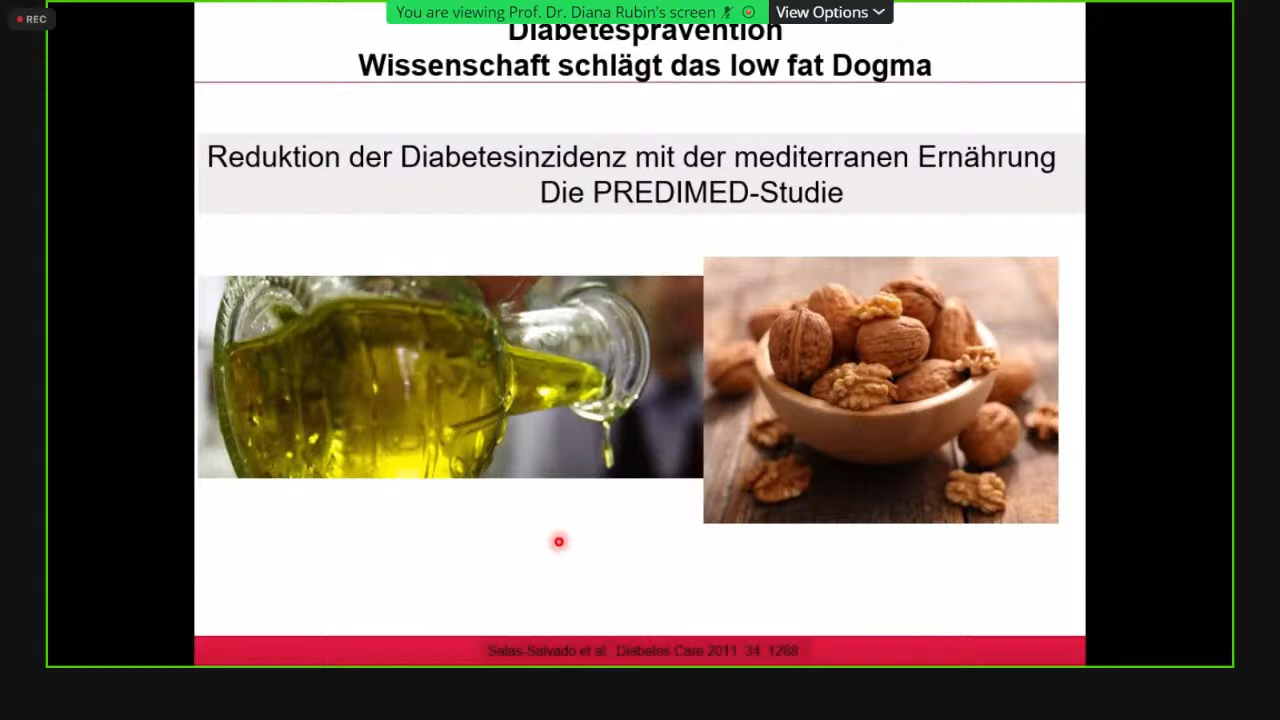 REC
You are viewing Prof. Dr. Diana Rubin's screen
View Options
Diabetesprävention
Wissenschaft schlägt das low fat Dogma
Reduktion der Diabetesinzidenz mit der mediterranen Ernährung
Die PREDIMED-Studie
Salas-Salvado et al Diabetes Care 2011 34 1288